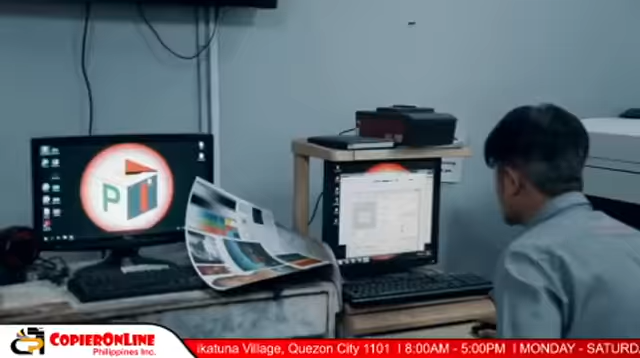 P
COPIERONLINE
Philippines Inc.
ikatuna Village, Quezon City 1101 I 8:00AM - 5:00PM I MONDAY - SATURD